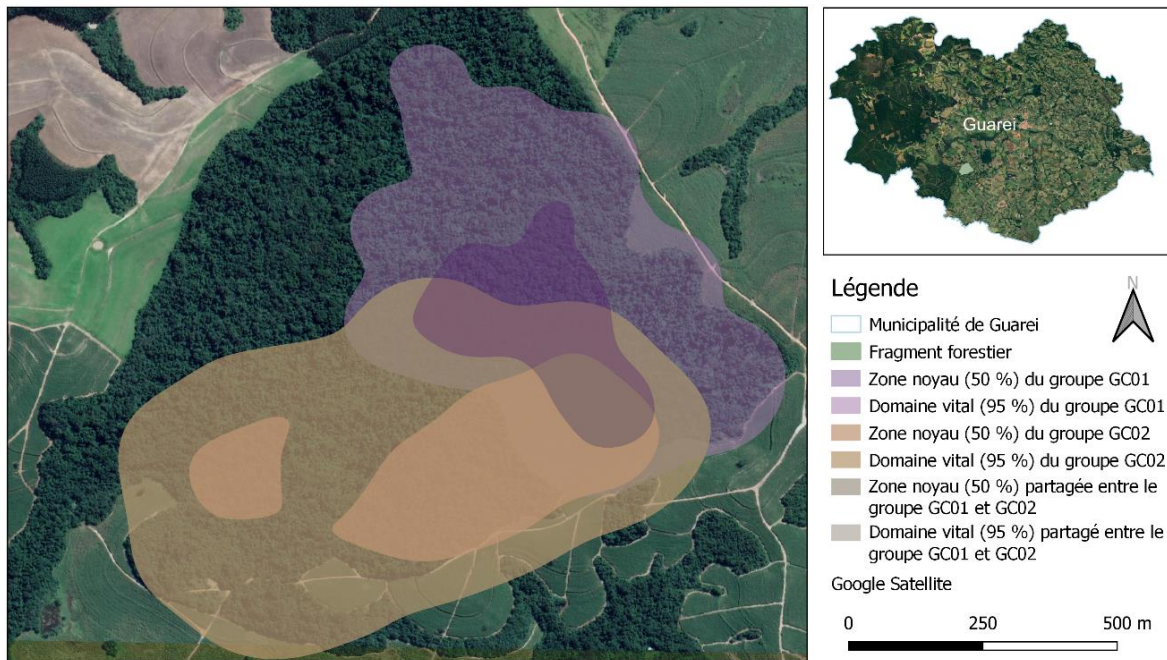 Guarei
Légende
N
Municipalité de Guarei
Fragment forestier
Zone noyau (50 %) du groupe GC01
Domaine vital (95 %) du groupe GC01
Zone noyau (50 %) du groupe GC02
Domaine vital (95 %) du groupe GC02
Zone noyau (50 %) partagée entre le
groupe GC01 et GC02
Domaine vital (95 %) partagé entre le
groupe GC01 et GC02
Google Satellite
0 250 500 m